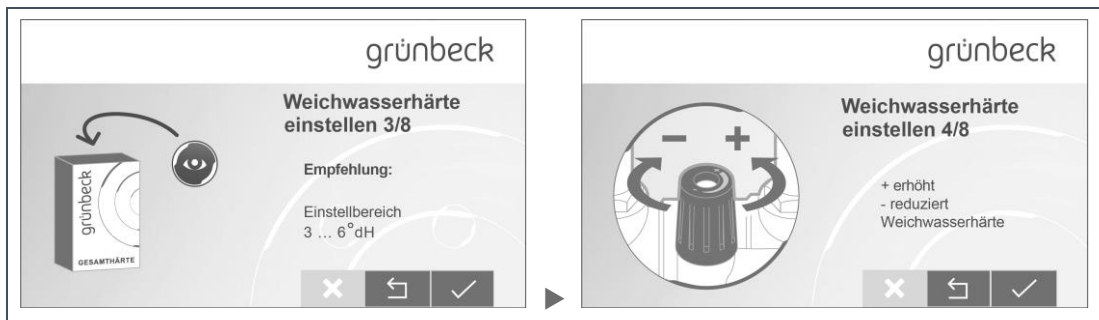 grünbeck
Weichwasserhärte
einstellen 3/8
Empfehlung:
Einstellbereich
3 ... 6°dH
grünbeck
GESAMTHÄRTE
grünbeck
Weichwasserhärte
einstellen 4/8
- +
+ erhöht
- reduziert
Weichwasserhärte